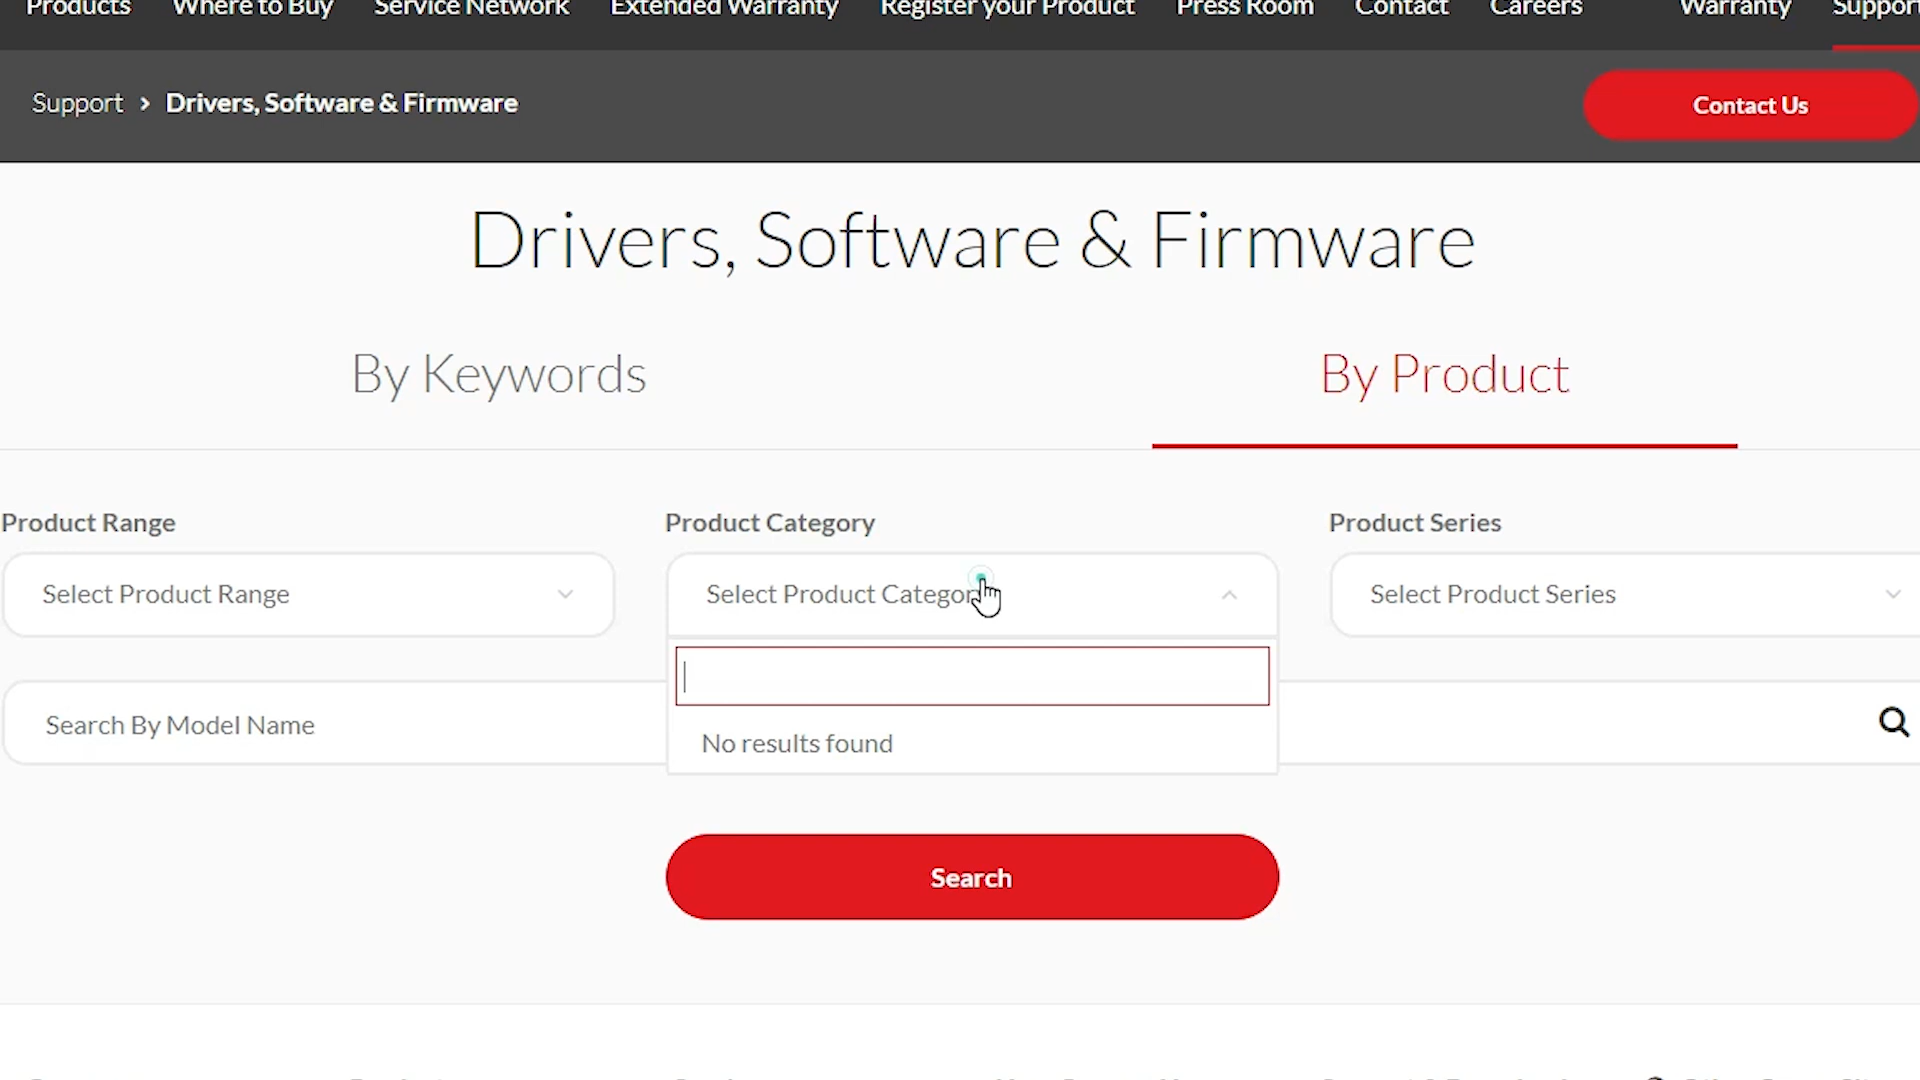 Products Where to Buy Service Network Extended Warranty Register your Product Press Room Contact Careers Warranty Support
Support > Drivers, Software & Firmware
Contact Us
Drivers, Software & Firmware
By Keywords
By Product
Product Range
Product Category
Product Series
Select Product Range
Select Product Category
Select Product Series
Search By Model Name
No results found
Search